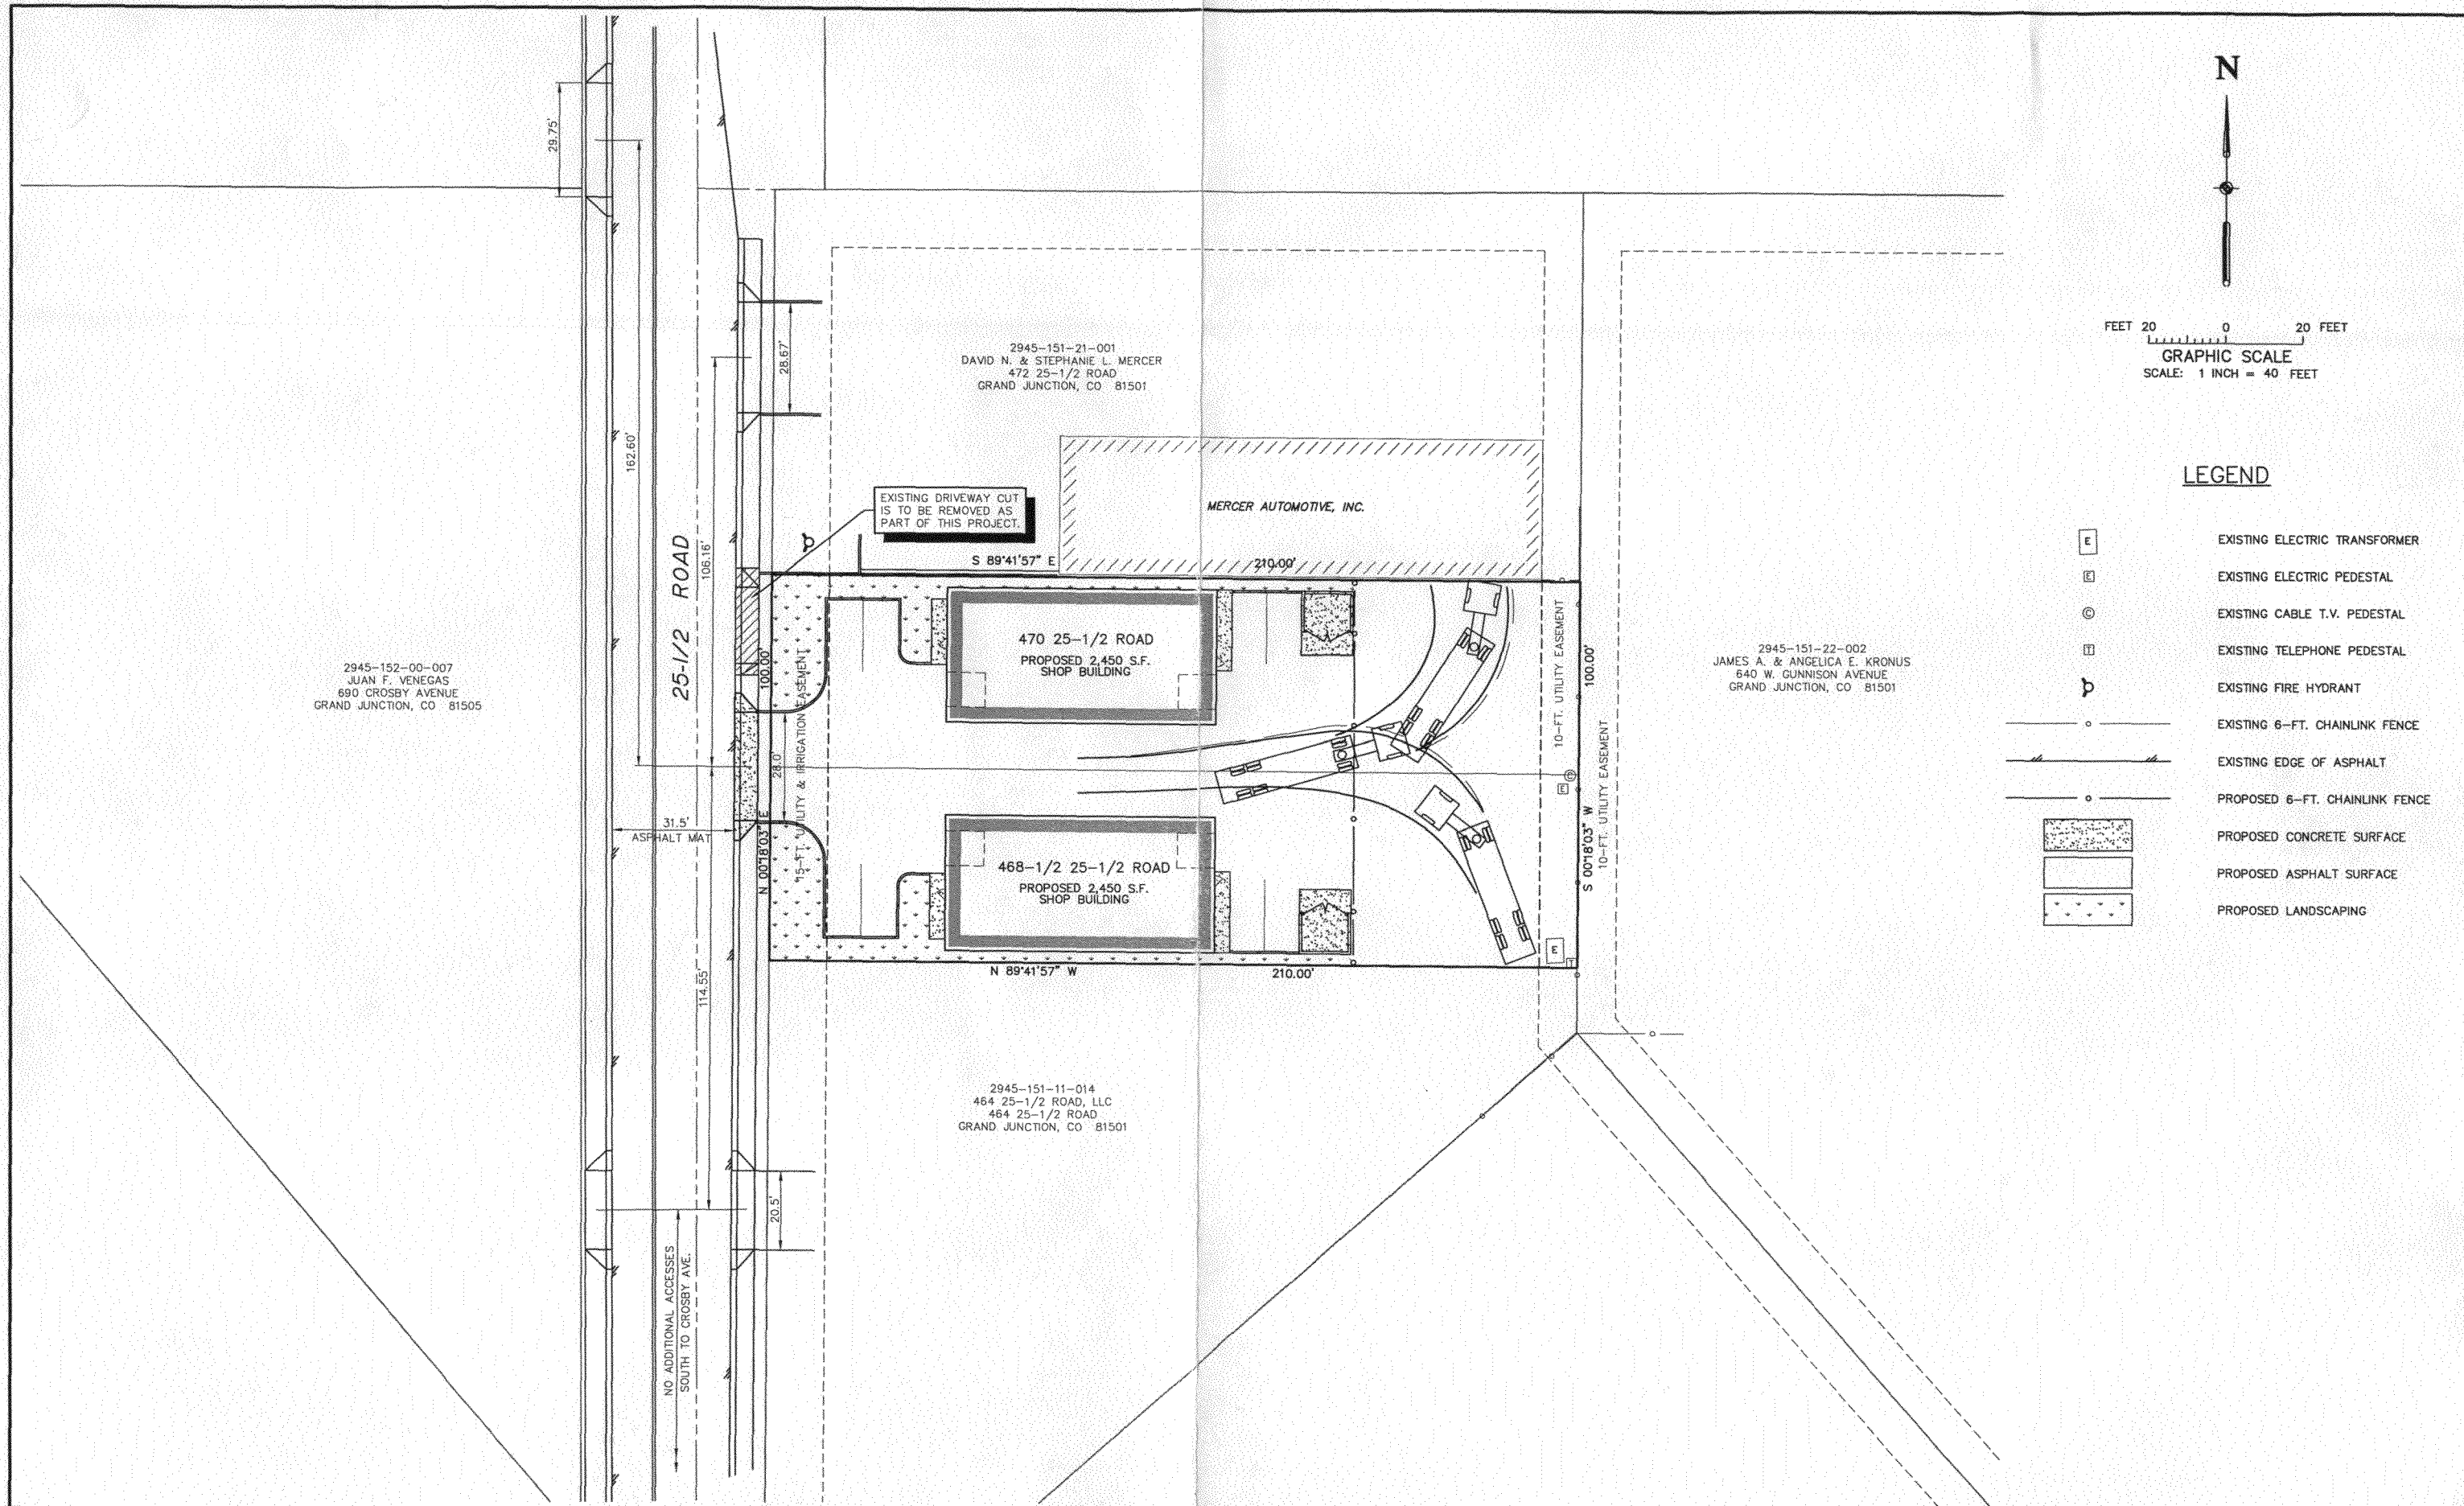 N
FEET 20 0 20 FEET
GRAPHIC SCALE
SCALE: 1 INCH = 40 FEET
LEGEND
E EXISTING ELECTRIC TRANSFORMER
E EXISTING ELECTRIC PEDESTAL
C EXISTING CABLE T.V. PEDESTAL
T EXISTING TELEPHONE PEDESTAL
EXISTING FIRE HYDRANT
EXISTING 6-FT. CHAINLINK FENCE
EXISTING EDGE OF ASPHALT
PROPOSED 6-FT. CHAINLINK FENCE
PROPOSED CONCRETE SURFACE
PROPOSED ASPHALT SURFACE
PROPOSED LANDSCAPING
29.75'
162.60'
25-1/2 ROAD
106.16'
28.67'
2945-151-21-001
DAVID N. & STEPHANIE L. MERCER
472 25-1/2 ROAD
GRAND JUNCTION, CO 81501
EXISTING DRIVEWAY CUT
IS TO BE REMOVED AS
PART OF THIS PROJECT.
MERCER AUTOMOTIVE, INC.
S 89°41'57" E
210.00'
2945-152-00-007
JUAN F. VENEGAS
690 CROSBY AVENUE
GRAND JUNCTION, CO 81505
100.00'
N 00°18'03" E
28.0'
15-FT. UTILITY & IRRIGATION EASEMENT
470 25-1/2 ROAD
PROPOSED 2,450 S.F.
SHOP BUILDING
10-FT. UTILITY EASEMENT
100.00'
S 00°18'03" W
10-FT. UTILITY EASEMENT
2945-151-22-002
JAMES A. & ANGELICA E. KRONUS
640 W. GUNNISON AVENUE
GRAND JUNCTION, CO 81501
C
E
31.5'
ASPHALT MAT
468-1/2 25-1/2 ROAD
PROPOSED 2,450 S.F.
SHOP BUILDING
E
T
N 89°41'57" W
210.00'
114.55'
2945-151-11-014
464 25-1/2 ROAD, LLC
464 25-1/2 ROAD
GRAND JUNCTION, CO 81501
20.5'
NO ADDITIONAL ACCESSES
SOUTH TO CROSBY AVE.